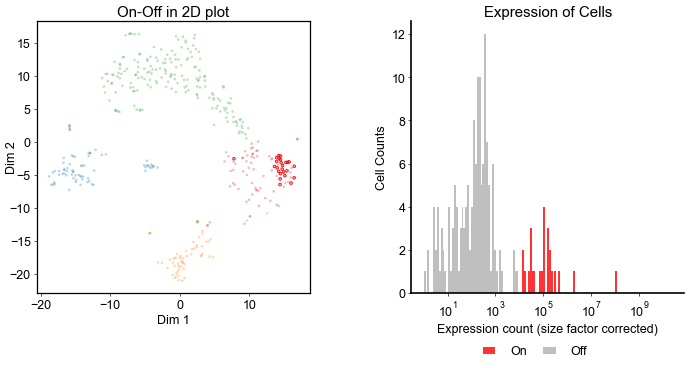 On-Off in 2D plot
Dim 2
15
10
5
0
−5
−10
−15
−20
−20 −10 0 10
Dim 1
Expression of Cells
Cell Counts
12
10
8
6
4
2
0
10^1 10^3 10^5 10^7 10^9
Expression count (size factor corrected)
On Off